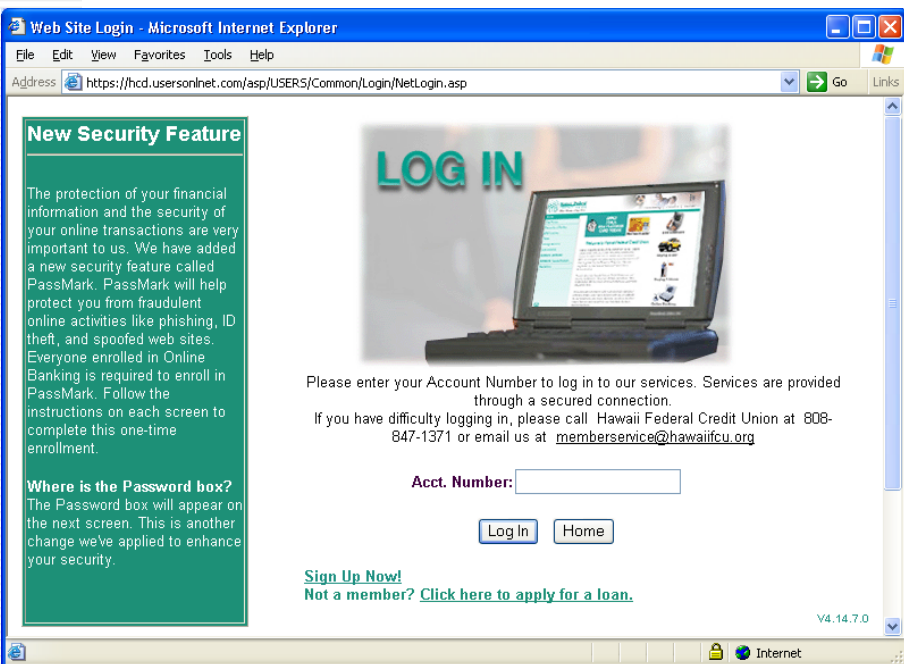 Web Site Login - Microsoft Internet Explorer
File Edit View Favorites Tools Help
Address https://hcd.usersonlnet.com/asp/USERS/Common/Login/NetLogin.asp Go Links
New Security Feature
The protection of your financial
information and the security of
your online transactions are very
important to us. We have added
a new security feature called
PassMark. PassMark will help
protect you from fraudulent
online activities like phishing, ID
theft, and spoofed web sites.
Everyone enrolled in Online
Banking is required to enroll in
PassMark. Follow the
instructions on each screen to
complete this one-time
enrollment.
Where is the Password box?
The Password box will appear on
the next screen. This is another
change we've applied to enhance
your security.
LOG IN
Please enter your Account Number to log in to our services. Services are provided
through a secured connection.
If you have difficulty logging in, please call Hawaii Federal Credit Union at 808-
847-1371 or email us at memberservice@hawaiifcu.org
Acct. Number:
Log In Home
Sign Up Now!
Not a member? Click here to apply for a loan.
V4.14.7.0
Internet